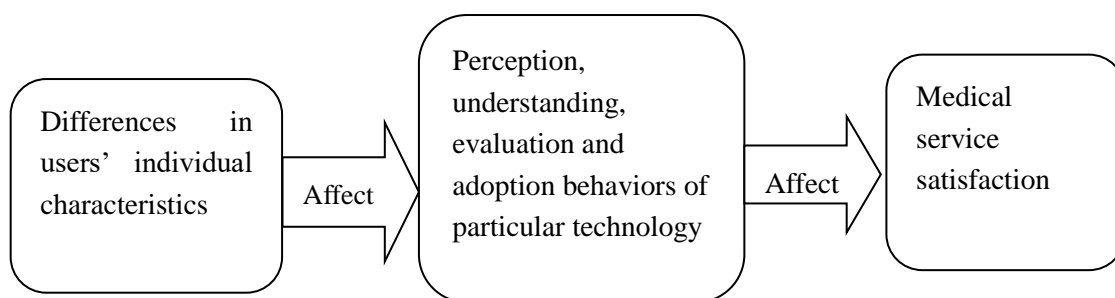 Differences in
users’ individual
characteristics
Affect
Perception,
understanding,
evaluation and
adoption behaviors of
particular technology
Affect
Medical
service
satisfaction